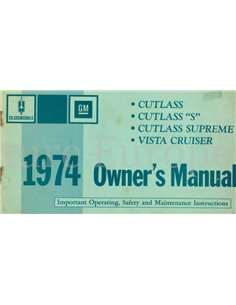 OLDSMOBILE
GM
• CUTLASS
• CUTLASS "S"
• CUTLASS SUPREME
• VISTA CRUISER
1974 Owner's Manual
Important Operating, Safety and Maintenance Instructions